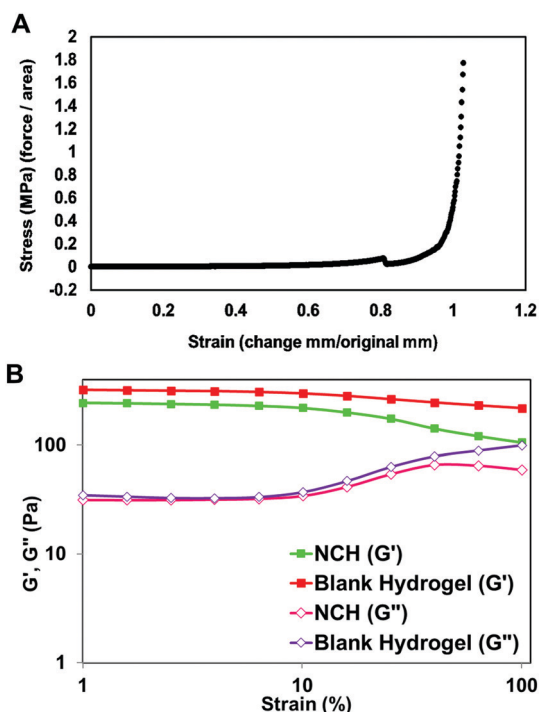 A
2
1.8
1.6
1.4
1.2
1
0.8
0.6
0.4
0.2
0
-0.2
Stress (MPa) (force / area)
0 0.2 0.4 0.6 0.8 1 1.2
Strain (change mm/original mm)
B
100
10
1
G', G" (Pa)
NCH (G')
Blank Hydrogel (G')
NCH (G")
Blank Hydrogel (G")
1 10 100
Strain (%)